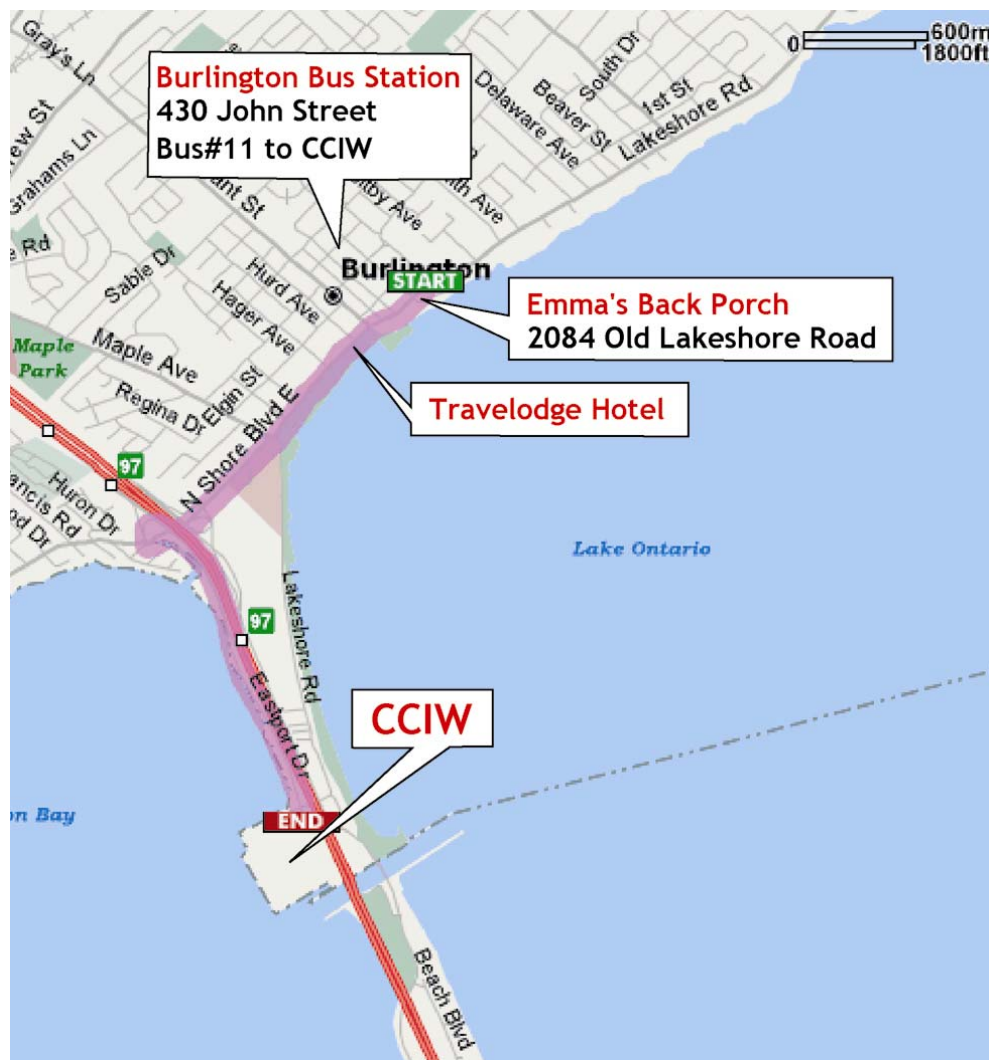 Gray's Ln
600m
0
1800ft
South Dr
Burlington Bus Station
430 John Street
Bus#11 to CCIW
Delaware Ave
Beaver St
1st St
Lakeshore Rd
Grahams Ln
Burlington
START
Sable Dr
Hurd Ave
Hager Ave
Emma's Back Porch
2084 Old Lakeshore Road
Maple
Park
Maple Ave
Travelodge Hotel
Regina Dr
Elgin St
N Shore Blvd E
97
Huron Dr
Lake Ontario
97
Lakeshore Rd
Eastport Dr
CCIW
END
Beach Blvd